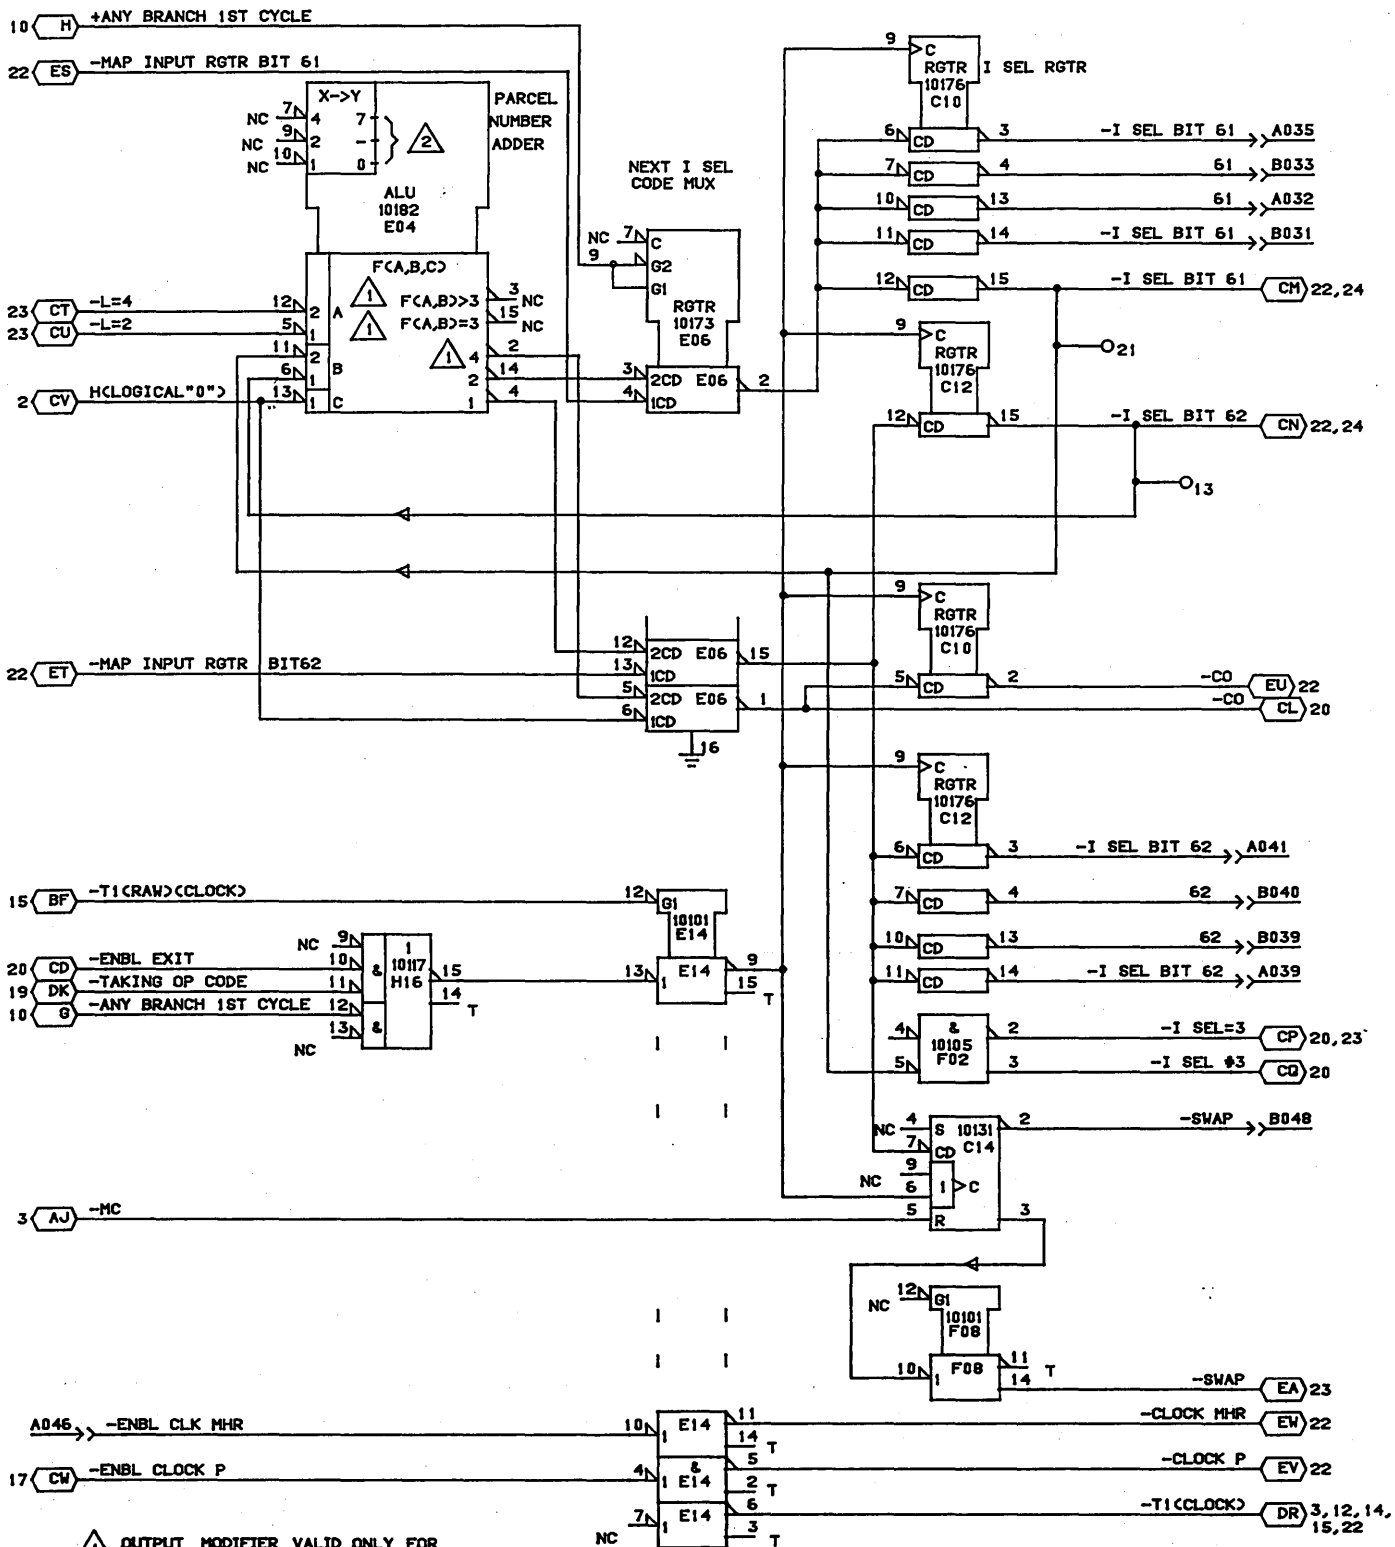 10 H +ANY BRANCH 1ST CYCLE
22 ES -MAP INPUT RGTR BIT 61
X->Y
NC 7 4 7
NC 9 2 -
NC 10 1 0
2
PARCEL
NUMBER
ADDER
ALU
10182
E04
F(A,B,C)
1 F(A,B)>3 3 NC
1 F(A,B)=3 15 NC
1 4 2
2 14
1 4
23 CT -L=4 12 2 A
23 CU -L=2 5 1
11 2 B
6 1
2 CV H(LOGICAL"0") 13 1 C
NEXT I SEL
CODE MUX
NC 7 C
9 G2
G1
RGTR
10173
E06
3 2CD E06 2
4 1CD
9 C
RGTR I SEL RGTR
10176
C10
6 CD 3 -I SEL BIT 61 A035
7 CD 4 61 B033
10 CD 13 61 A032
11 CD 14 -I SEL BIT 61 B031
12 CD 15 -I SEL BIT 61 CM 22,24
21
9 C
RGTR
10176
C12
12 CD 15 -I SEL BIT 62 CN 22,24
13
9 C
RGTR
10176
C10
22 ET -MAP INPUT RGTR BIT62
12 2CD E06 15
13 1CD
5 2CD E06 1
6 1CD
16
5 CD 2 -CO EU 22
-CO CL 20
9 C
RGTR
10176
C12
6 CD 3 -I SEL BIT 62 A041
7 CD 4 62 B040
10 CD 13 62 B039
11 CD 14 -I SEL BIT 62 A039
15 BF -T1(RAW)(CLOCK) 12 G1
10101
E14
NC 9
20 CD -ENBL EXIT 10 &
19 DK -TAKING OP CODE 11
10 G -ANY BRANCH 1ST CYCLE 12
NC 13 &
1
10117
H16
15
14 T
13 1 E14 9
15 T
4 & 2 -I SEL=3 CP 20,23
10105
F02
5 3 -I SEL ≠3 CQ 20
NC 4 S 10131 2 -SWAP B048
7 CD C14
NC 9
6 1 C
3 AJ -MC 5 R 3
NC 12 G1
10101
F08
10 1 F08 11 T
14 -SWAP EA 23
A046 -ENBL CLK MHR 10 1 E14 11 -CLOCK MHR EW 22
14 T
17 CW -ENBL CLOCK P 4 1 & E14 5 -CLOCK P EV 22
2 T
NC 7 1 E14 6 -T1(CLOCK) DR 3,12,14,
15,22
3 T
1 OUTPUT MODIFIER VALID ONLY FOR